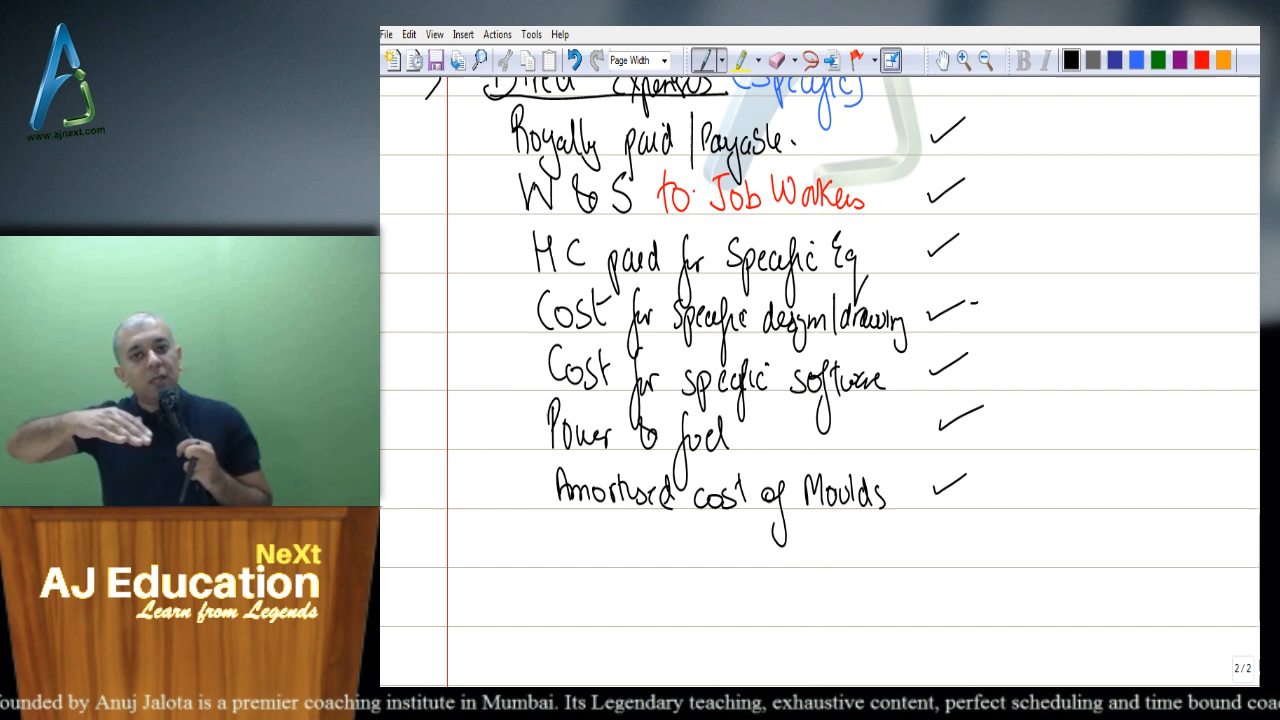 File Edit View Insert Actions Tools Help
Page Width
B I U
www.ajnext.com
Direct Expenses (Specific)
Royalty paid / Payable.
W & S to Job Workers
HC paid for Specific Eq
Cost for specific design/drawing
Cost for specific software
Power & fuel
Amortised cost of Moulds
NeXt
AJ Education
Learn from Legends
2/2
founded by Anuj Jalota is a premier coaching institute in Mumbai. Its Legendary teaching, exhaustive content, perfect scheduling and time bound coa